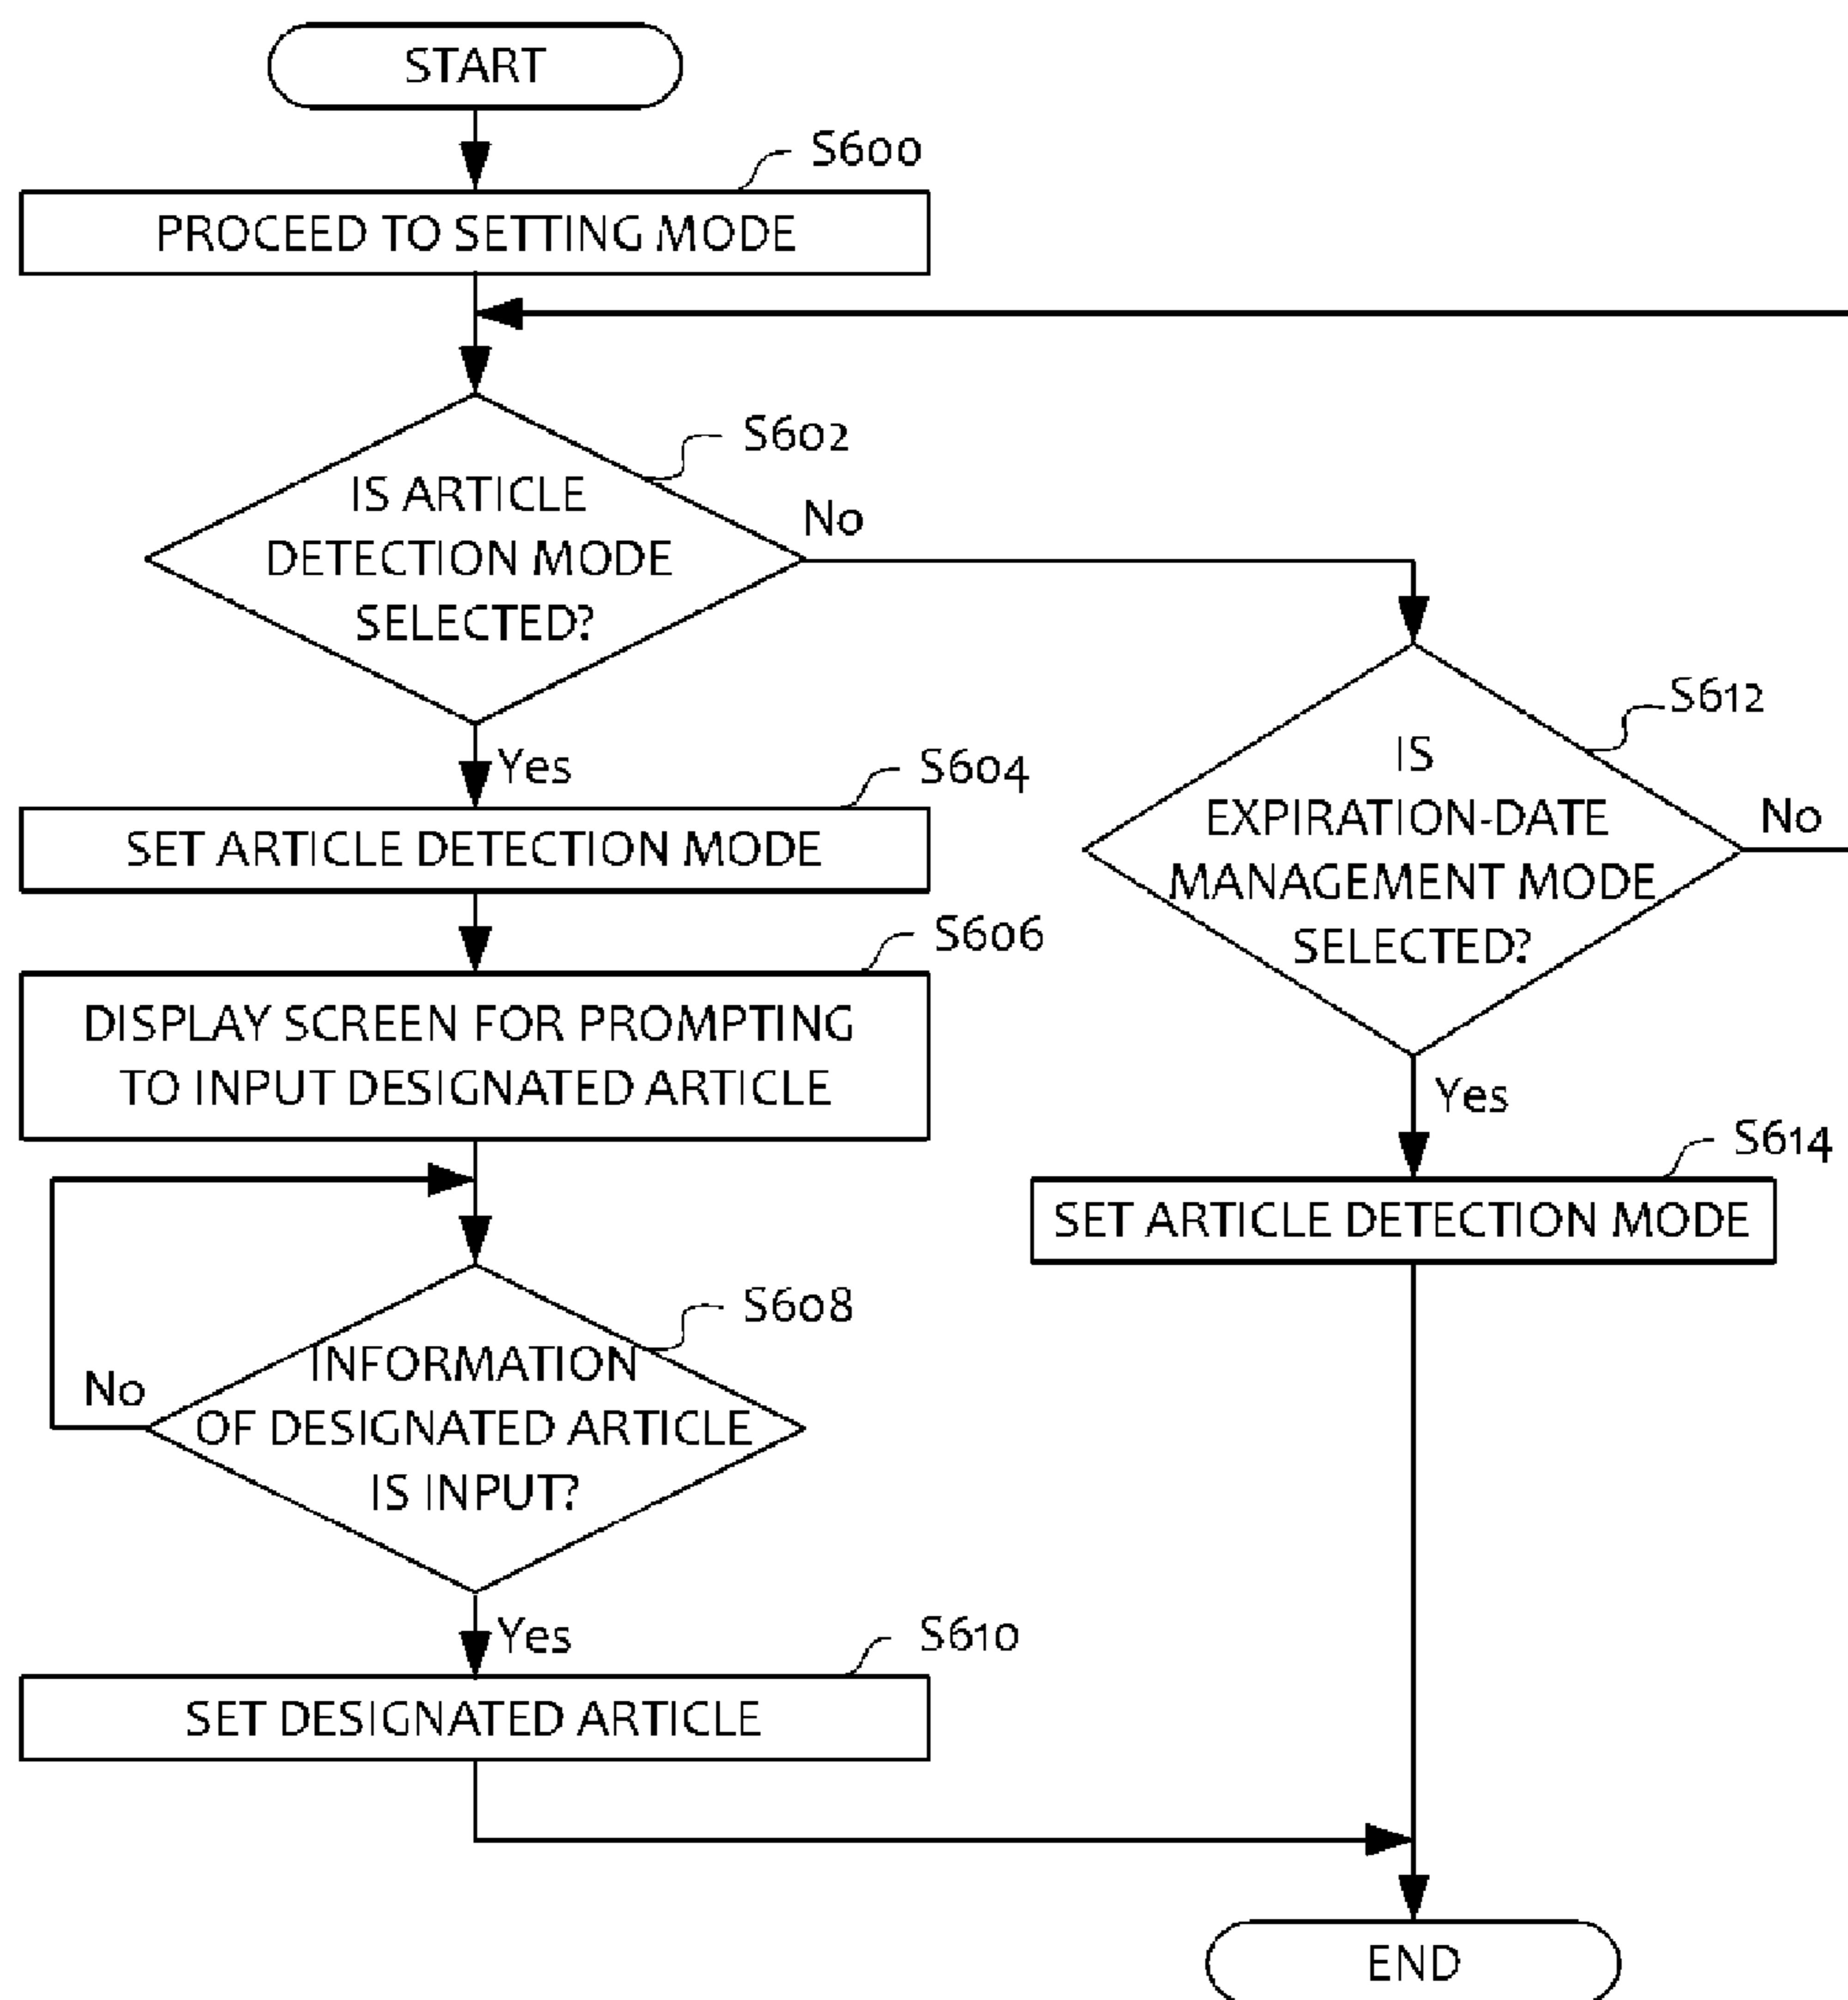 START
S600
PROCEED TO SETTING MODE
S602
IS ARTICLE
DETECTION MODE
SELECTED?
No
Yes
S604
SET ARTICLE DETECTION MODE
S606
DISPLAY SCREEN FOR PROMPTING
TO INPUT DESIGNATED ARTICLE
S608
INFORMATION
OF DESIGNATED ARTICLE
IS INPUT?
No
Yes
S610
SET DESIGNATED ARTICLE
S612
IS
EXPIRATION-DATE
MANAGEMENT MODE
SELECTED?
No
Yes
S614
SET ARTICLE DETECTION MODE
END